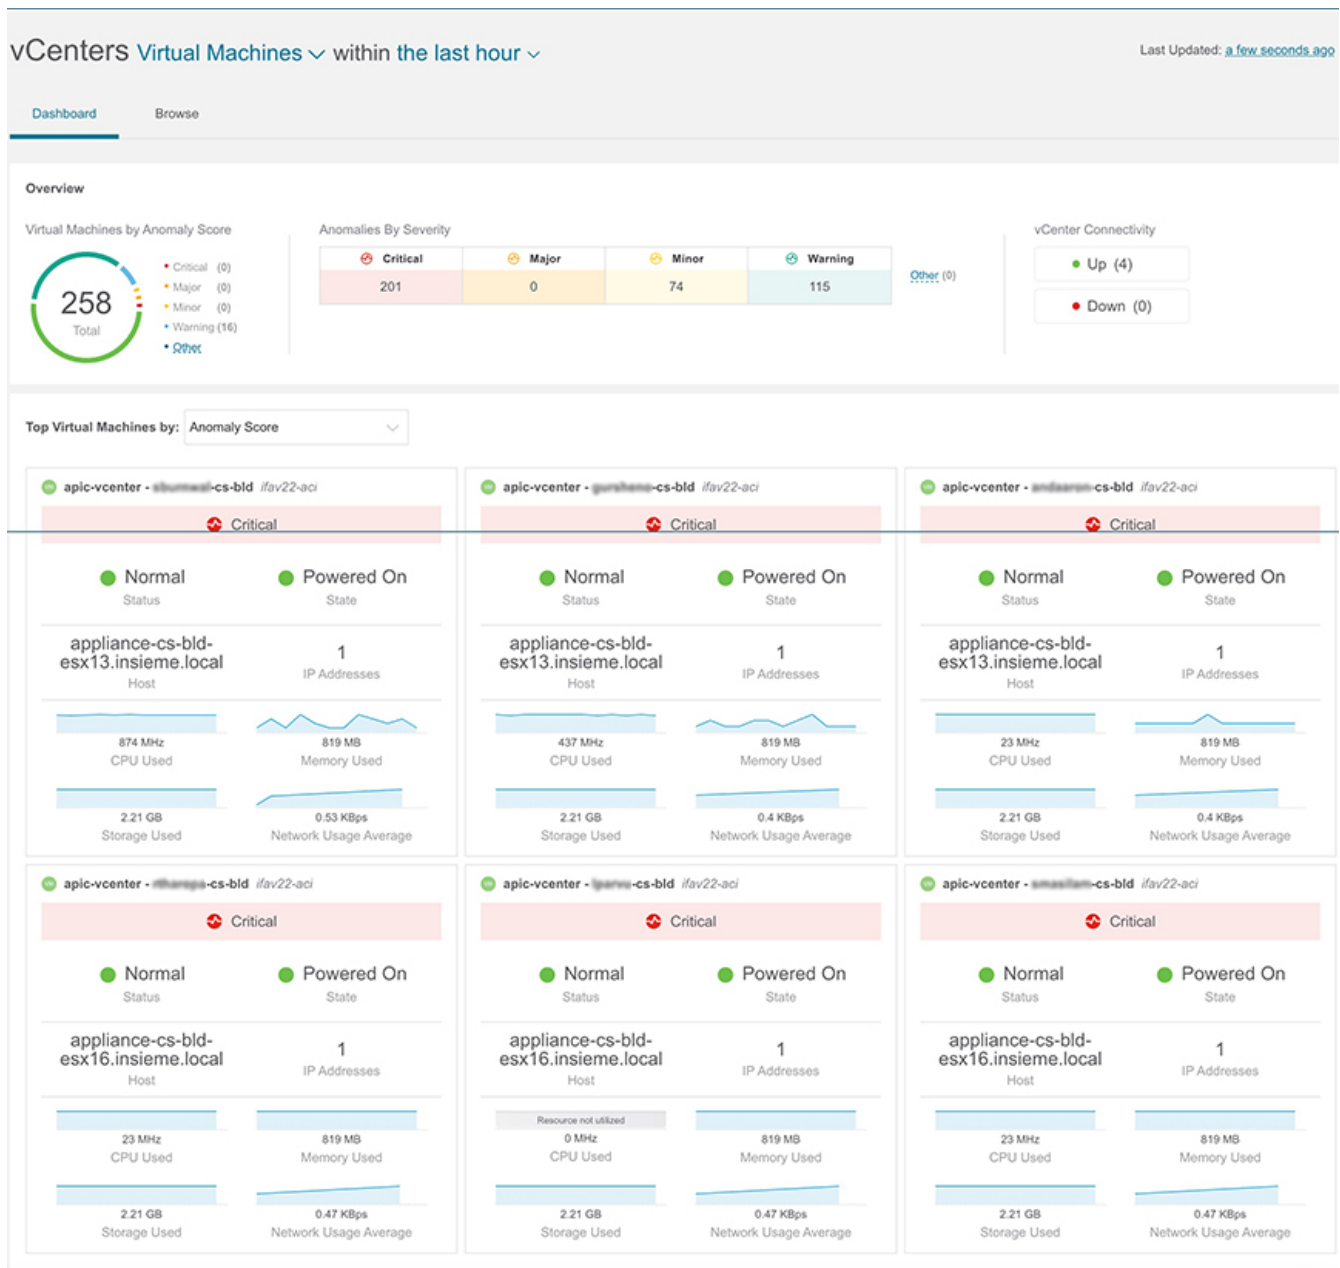 vCenters Virtual Machines within the last hour
Last Updated: a few seconds ago
Dashboard Browse
Overview
Virtual Machines by Anomaly Score
258
Total
Critical (0)
Major (0)
Minor (0)
Warning (16)
Other
Anomalies By Severity
Critical Major Minor Warning
201 0 74 115
Other (0)
vCenter Connectivity
Up (4)
Down (0)
Top Virtual Machines by: Anomaly Score
apic-vcenter - -cs-bld ifav22-aci
Critical
Normal Powered On
Status State
appliance-cs-bld-
esx13.insieme.local
Host
1
IP Addresses
874 MHz 819 MB
CPU Used Memory Used
2.21 GB 0.53 KBps
Storage Used Network Usage Average
apic-vcenter - -cs-bld ifav22-aci
Critical
Normal Powered On
Status State
appliance-cs-bld-
esx13.insieme.local
Host
1
IP Addresses
437 MHz 819 MB
CPU Used Memory Used
2.21 GB 0.4 KBps
Storage Used Network Usage Average
apic-vcenter - -cs-bld ifav22-aci
Critical
Normal Powered On
Status State
appliance-cs-bld-
esx13.insieme.local
Host
1
IP Addresses
23 MHz 819 MB
CPU Used Memory Used
2.21 GB 0.4 KBps
Storage Used Network Usage Average
apic-vcenter - -cs-bld ifav22-aci
Critical
Normal Powered On
Status State
appliance-cs-bld-
esx16.insieme.local
Host
1
IP Addresses
23 MHz 819 MB
CPU Used Memory Used
2.21 GB 0.47 KBps
Storage Used Network Usage Average
apic-vcenter - -cs-bld ifav22-aci
Critical
Normal Powered On
Status State
appliance-cs-bld-
esx16.insieme.local
Host
1
IP Addresses
Resource not utilized
0 MHz 819 MB
CPU Used Memory Used
2.21 GB 0.47 KBps
Storage Used Network Usage Average
apic-vcenter - -cs-bld ifav22-aci
Critical
Normal Powered On
Status State
appliance-cs-bld-
esx16.insieme.local
Host
1
IP Addresses
23 MHz 819 MB
CPU Used Memory Used
2.21 GB 0.47 KBps
Storage Used Network Usage Average